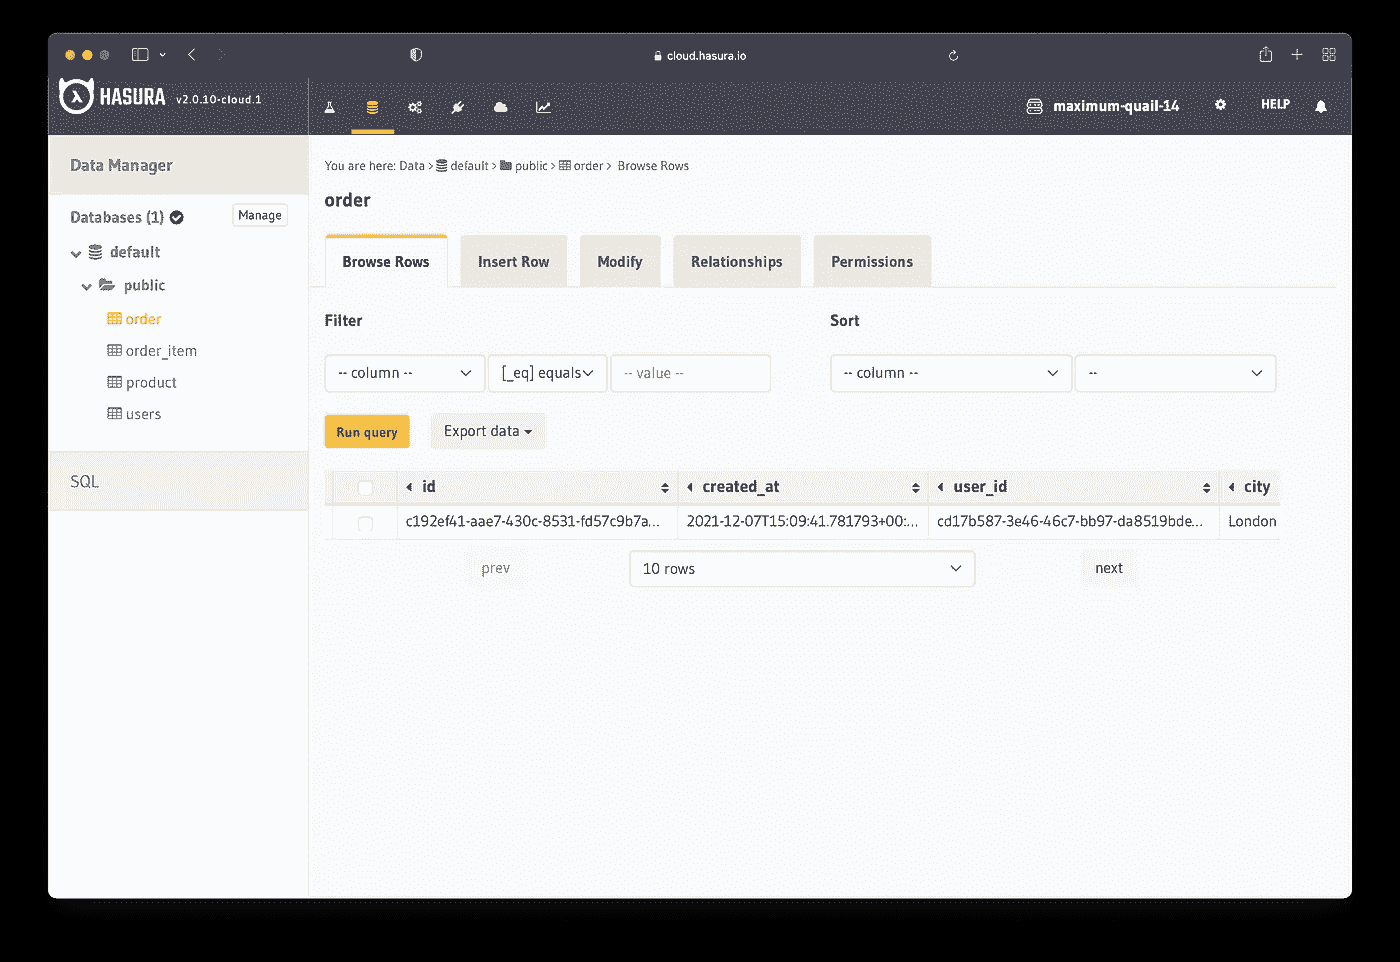 cloud.hasura.io
HASURA v2.0.10-cloud.1
maximum-quail-14 HELP
Data Manager
Databases (1) Manage
default
public
order
order_item
product
users
SQL
You are here: Data > default > public > order > Browse Rows
order
Browse Rows Insert Row Modify Relationships Permissions
Filter Sort
-- column -- [_eq] equals -- value -- -- column -- --
Run query Export data
id created_at user_id city
c192ef41-aae7-430c-8531-fd57c9b7a... 2021-12-07T15:09:41.781793+00:... cd17b587-3e46-46c7-bb97-da8519bde... London
prev 10 rows next